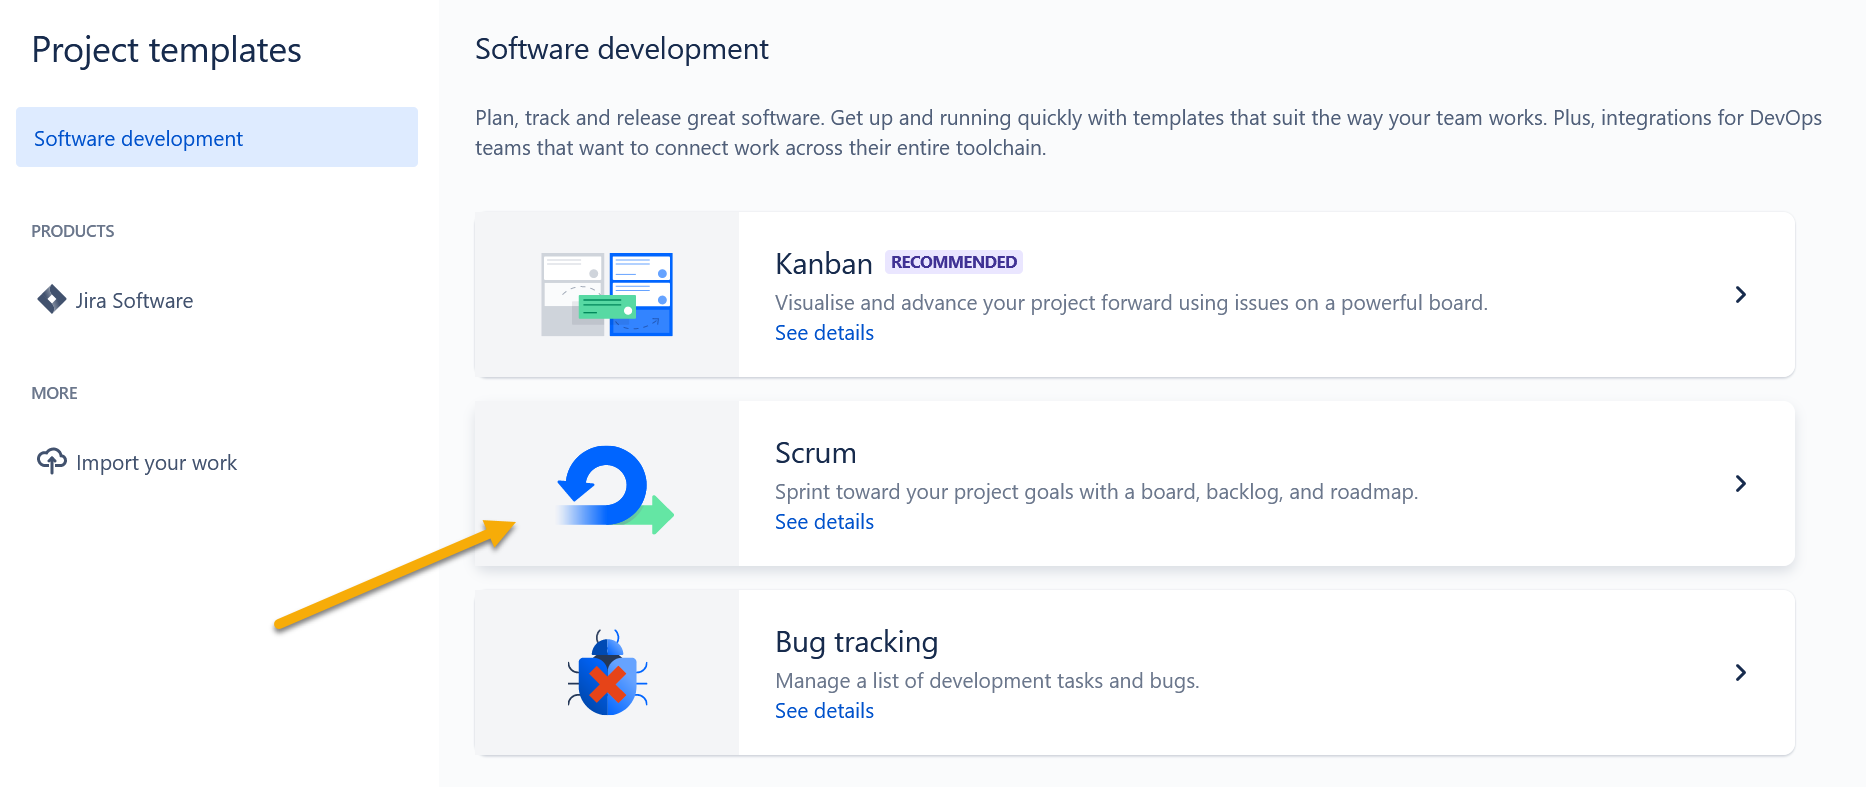 Project templates
Software development
PRODUCTS
Jira Software
MORE
Import your work
Software development
Plan, track and release great software. Get up and running quickly with templates that suit the way your team works. Plus, integrations for DevOps
teams that want to connect work across their entire toolchain.
Kanban RECOMMENDED
Visualise and advance your project forward using issues on a powerful board.
See details
Scrum
Sprint toward your project goals with a board, backlog, and roadmap.
See details
Bug tracking
Manage a list of development tasks and bugs.
See details